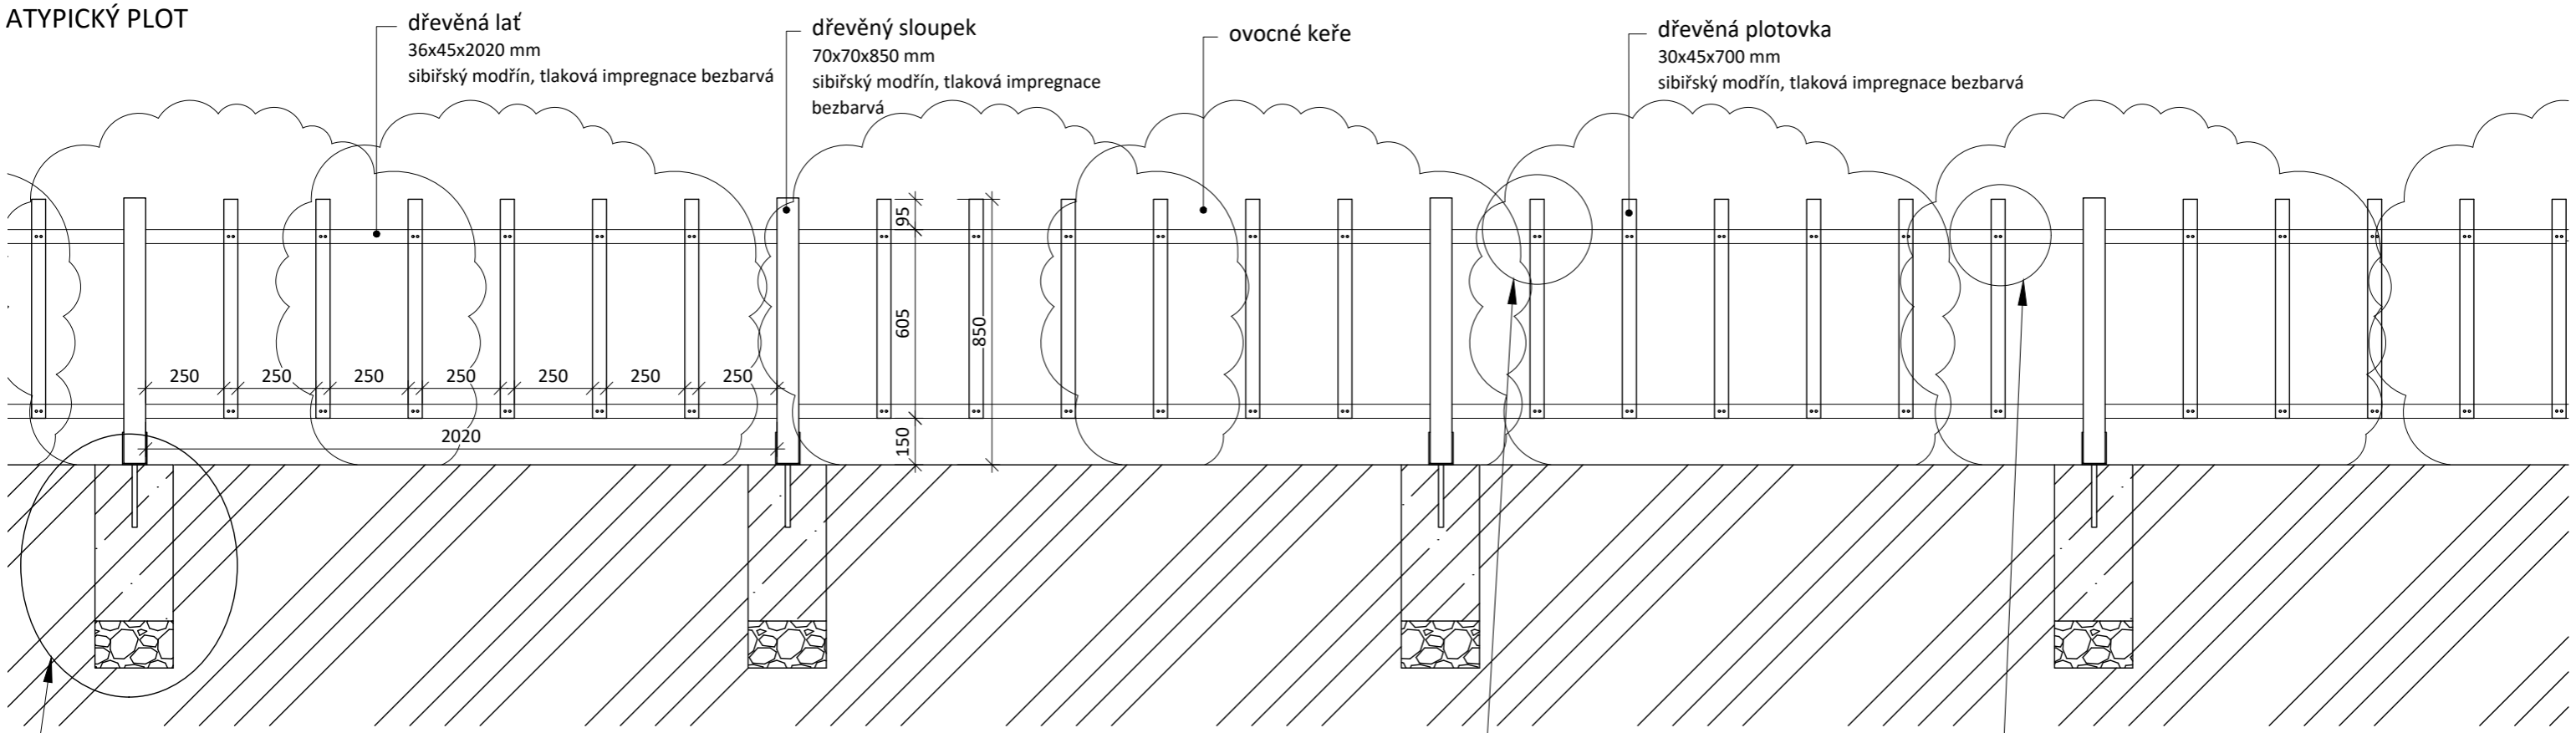 ATYPICKÝ PLOT
dřevěná lať
36x45x2020 mm
sibiřský modřín, tlaková impregnace bezbarvá
dřevěný sloupek
70x70x850 mm
sibiřský modřín, tlaková impregnace
bezbarvá
ovocné keře
dřevěná plotovka
30x45x700 mm
sibiřský modřín, tlaková impregnace bezbarvá
95
605
850
250 250 250 250 250 250 250
2020
150